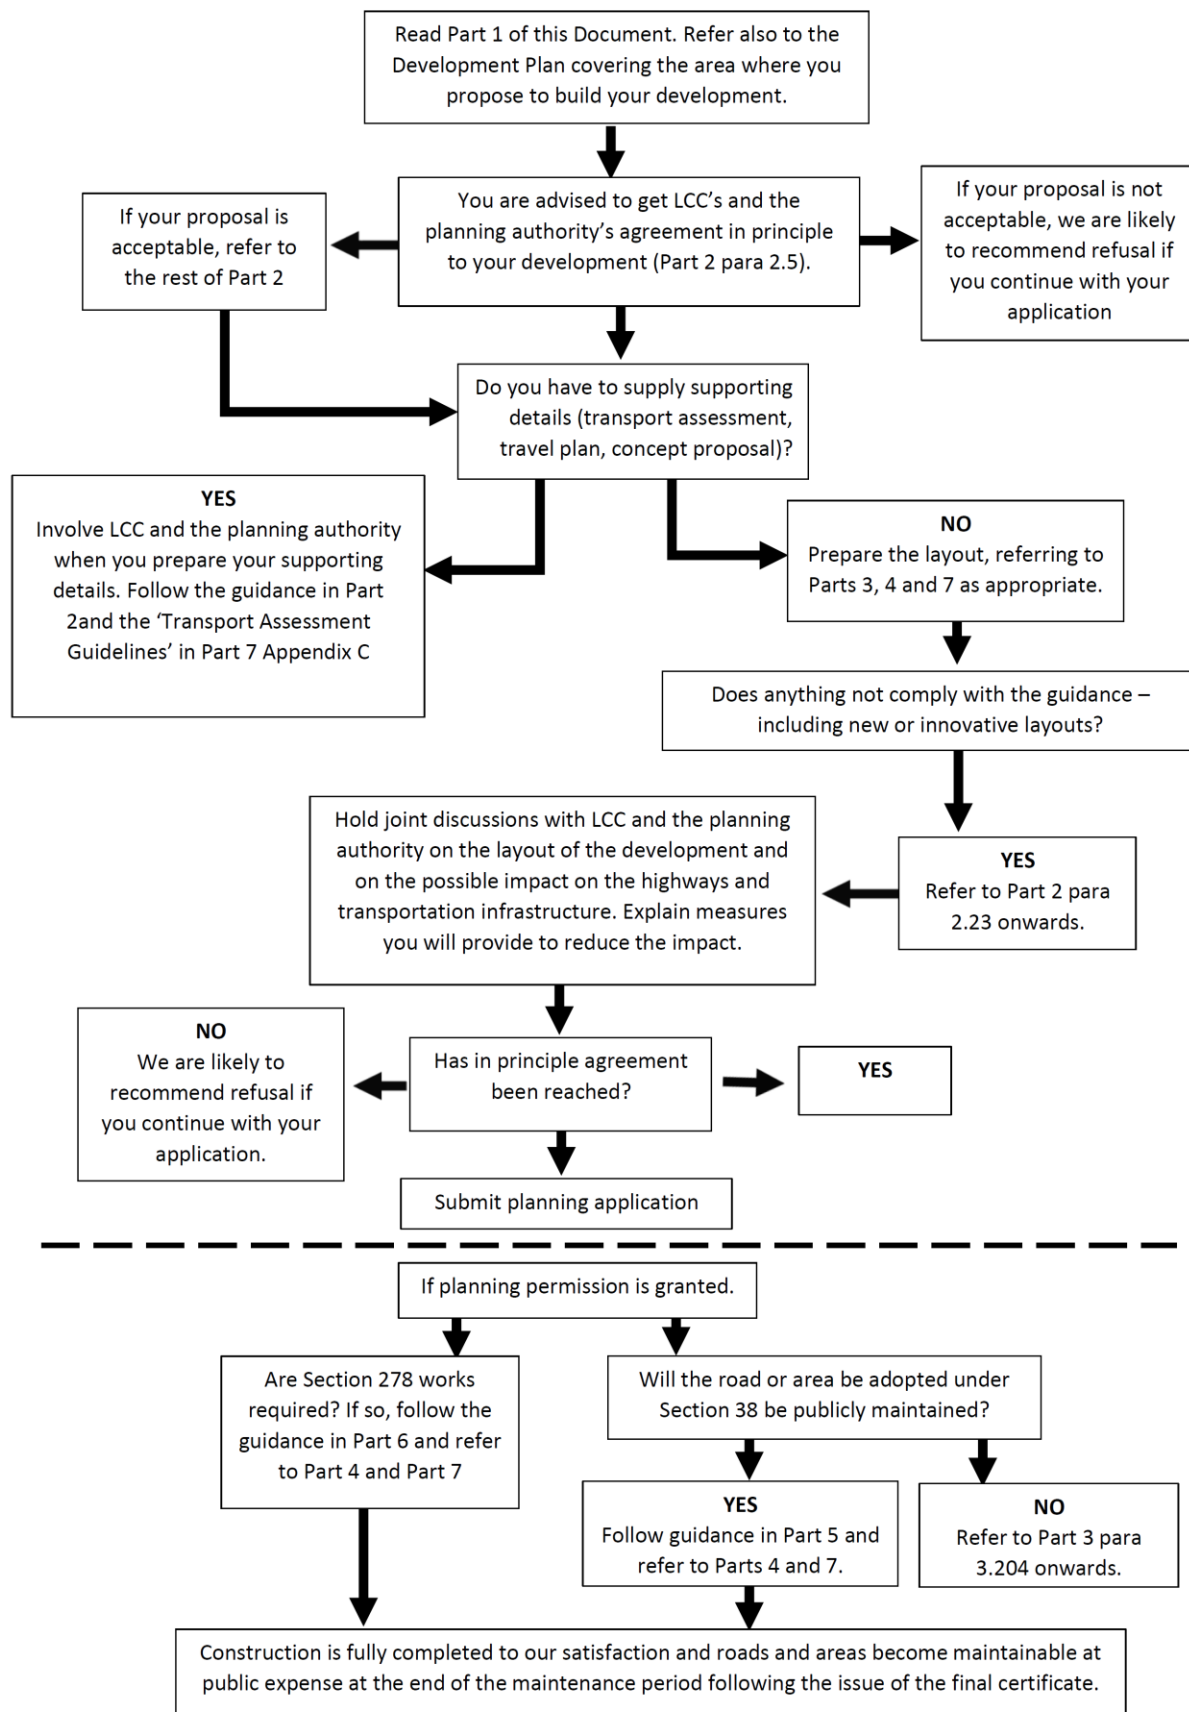 Read Part 1 of this Document. Refer also to the
Development Plan covering the area where you
propose to build your development.
If your proposal is
acceptable, refer to
the rest of Part 2
You are advised to get LCC’s and the
planning authority’s agreement in principle
to your development (Part 2 para 2.5).
If your proposal is not
acceptable, we are likely
to recommend refusal if
you continue with your
application
Do you have to supply supporting
details (transport assessment,
travel plan, concept proposal)?
YES
Involve LCC and the planning authority
when you prepare your supporting
details. Follow the guidance in Part
2and the ‘Transport Assessment
Guidelines’ in Part 7 Appendix C
NO
Prepare the layout, referring to
Parts 3, 4 and 7 as appropriate.
Does anything not comply with the guidance –
including new or innovative layouts?
Hold joint discussions with LCC and the planning
authority on the layout of the development and
on the possible impact on the highways and
transportation infrastructure. Explain measures
you will provide to reduce the impact.
YES
Refer to Part 2 para
2.23 onwards.
NO
We are likely to
recommend refusal if
you continue with your
application.
Has in principle agreement
been reached?
YES
Submit planning application
If planning permission is granted.
Are Section 278 works
required? If so, follow the
guidance in Part 6 and refer
to Part 4 and Part 7
Will the road or area be adopted under
Section 38 be publicly maintained?
YES
Follow guidance in Part 5 and
refer to Parts 4 and 7.
NO
Refer to Part 3 para
3.204 onwards.
Construction is fully completed to our satisfaction and roads and areas become maintainable at
public expense at the end of the maintenance period following the issue of the final certificate.